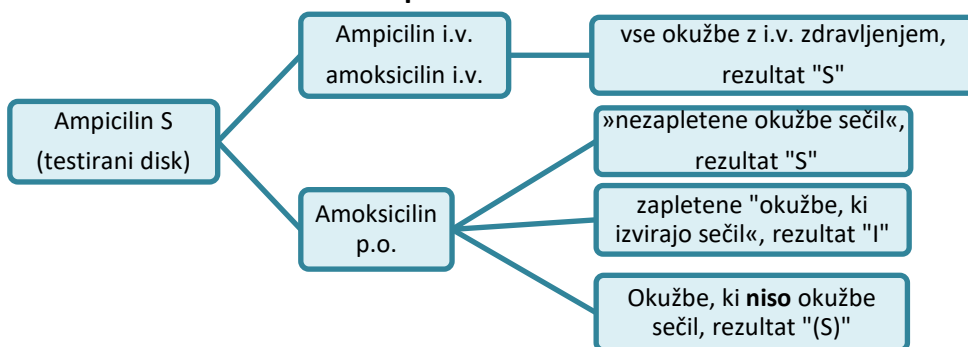 Ampicilin i.v.
amoksicilin i.v.
vse okužbe z i.v. zdravljenjem,
rezultat "S"
Ampicilin S
(testirani disk)
»nezapletene okužbe sečil«,
rezultat "S"
Amoksicilin
p.o.
zapletene "okužbe, ki
izvirajo sečil«, rezultat "I"
Okužbe, ki niso okužbe
sečil, rezultat "(S)"